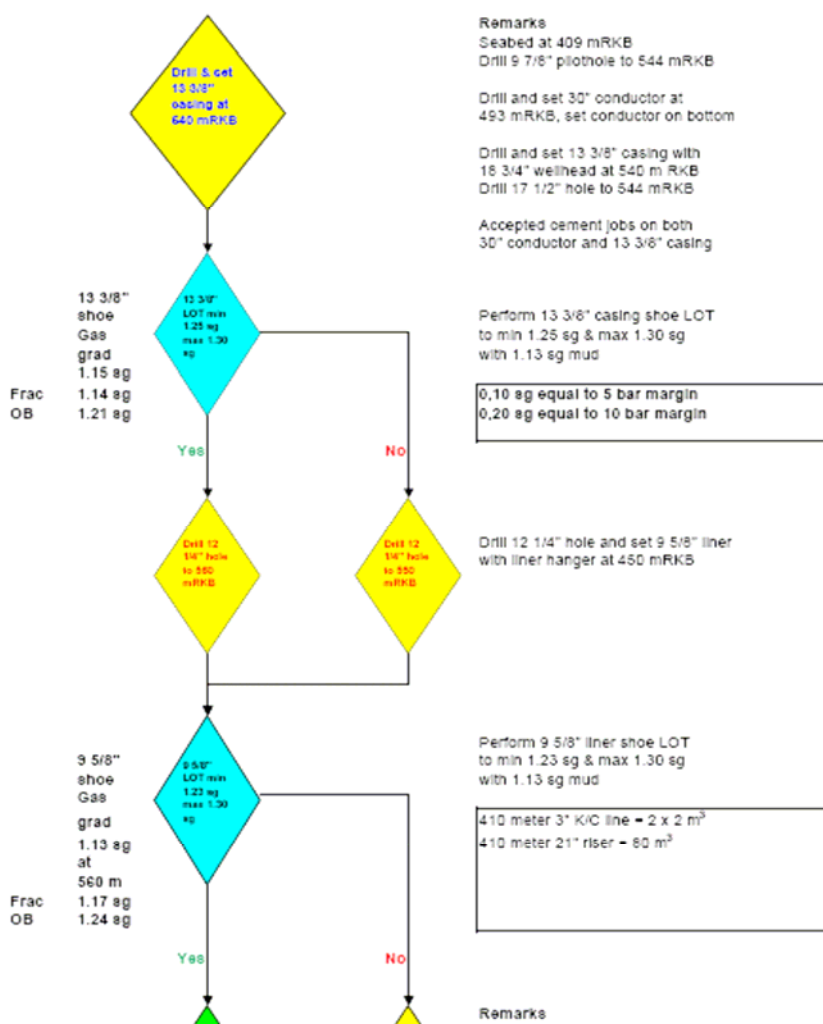 Remarks
Seabed at 409 mRKB
Drill 9 7/8" pilothole to 544 mRKB
Drill and set 30" conductor at
493 mRKB, set conductor on bottom
Drill and set 13 3/8" casing with
18 3/4" wellhead at 540 m RKB
Drill 17 1/2" hole to 544 mRKB
Accepted cement jobs on both
30" conductor and 13 3/8" casing
Drill & set
13 3/8"
casing at
540 mRKB
13 3/8"
shoe
Gas
grad
1.15 sg
Frac 1.14 sg
OB 1.21 sg
13 3/8"
LOT min
1.25 sg
max 1.30
sg
Perform 13 3/8" casing shoe LOT
to min 1.25 sg & max 1.30 sg
with 1.13 sg mud
0,10 sg equal to 5 bar margin
0,20 sg equal to 10 bar margin
Yes
No
Drill 12
1/4" hole
to 560
mRKB
Drill 12
1/4" hole
to 550
mRKB
Drill 12 1/4" hole and set 9 5/8" liner
with liner hanger at 450 mRKB
9 5/8"
shoe
Gas
grad
1.13 sg
at
560 m
Frac 1.17 sg
OB 1.24 sg
9 5/8"
LOT min
1.23 sg
max 1.30
sg
Perform 9 5/8" liner shoe LOT
to min 1.23 sg & max 1.30 sg
with 1.13 sg mud
410 meter 3" K/C line = 2 x 2 m³
410 meter 21" riser = 80 m³
Yes
No
Remarks